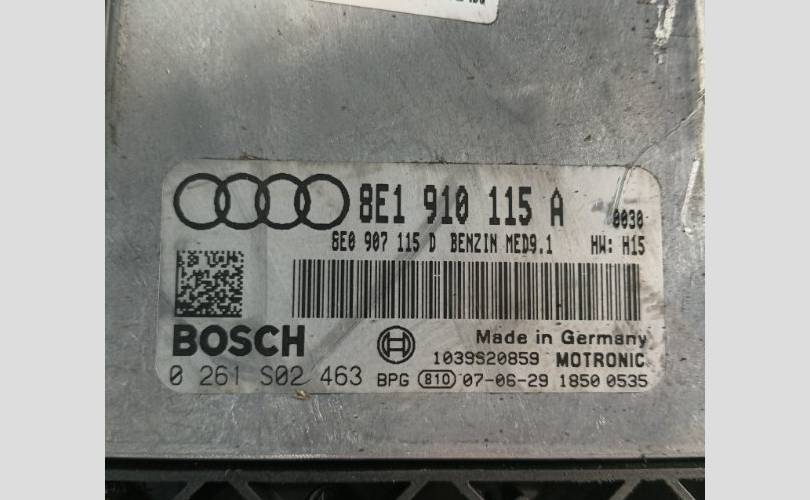 8E1 910 115 A 0030
8E0 907 115 D BENZIN MED9.1 HW: H15
BOSCH
Made in Germany
1039S20859 MOTRONIC
0 261 S02 463 BPG 810 07-06-29 1850 0535